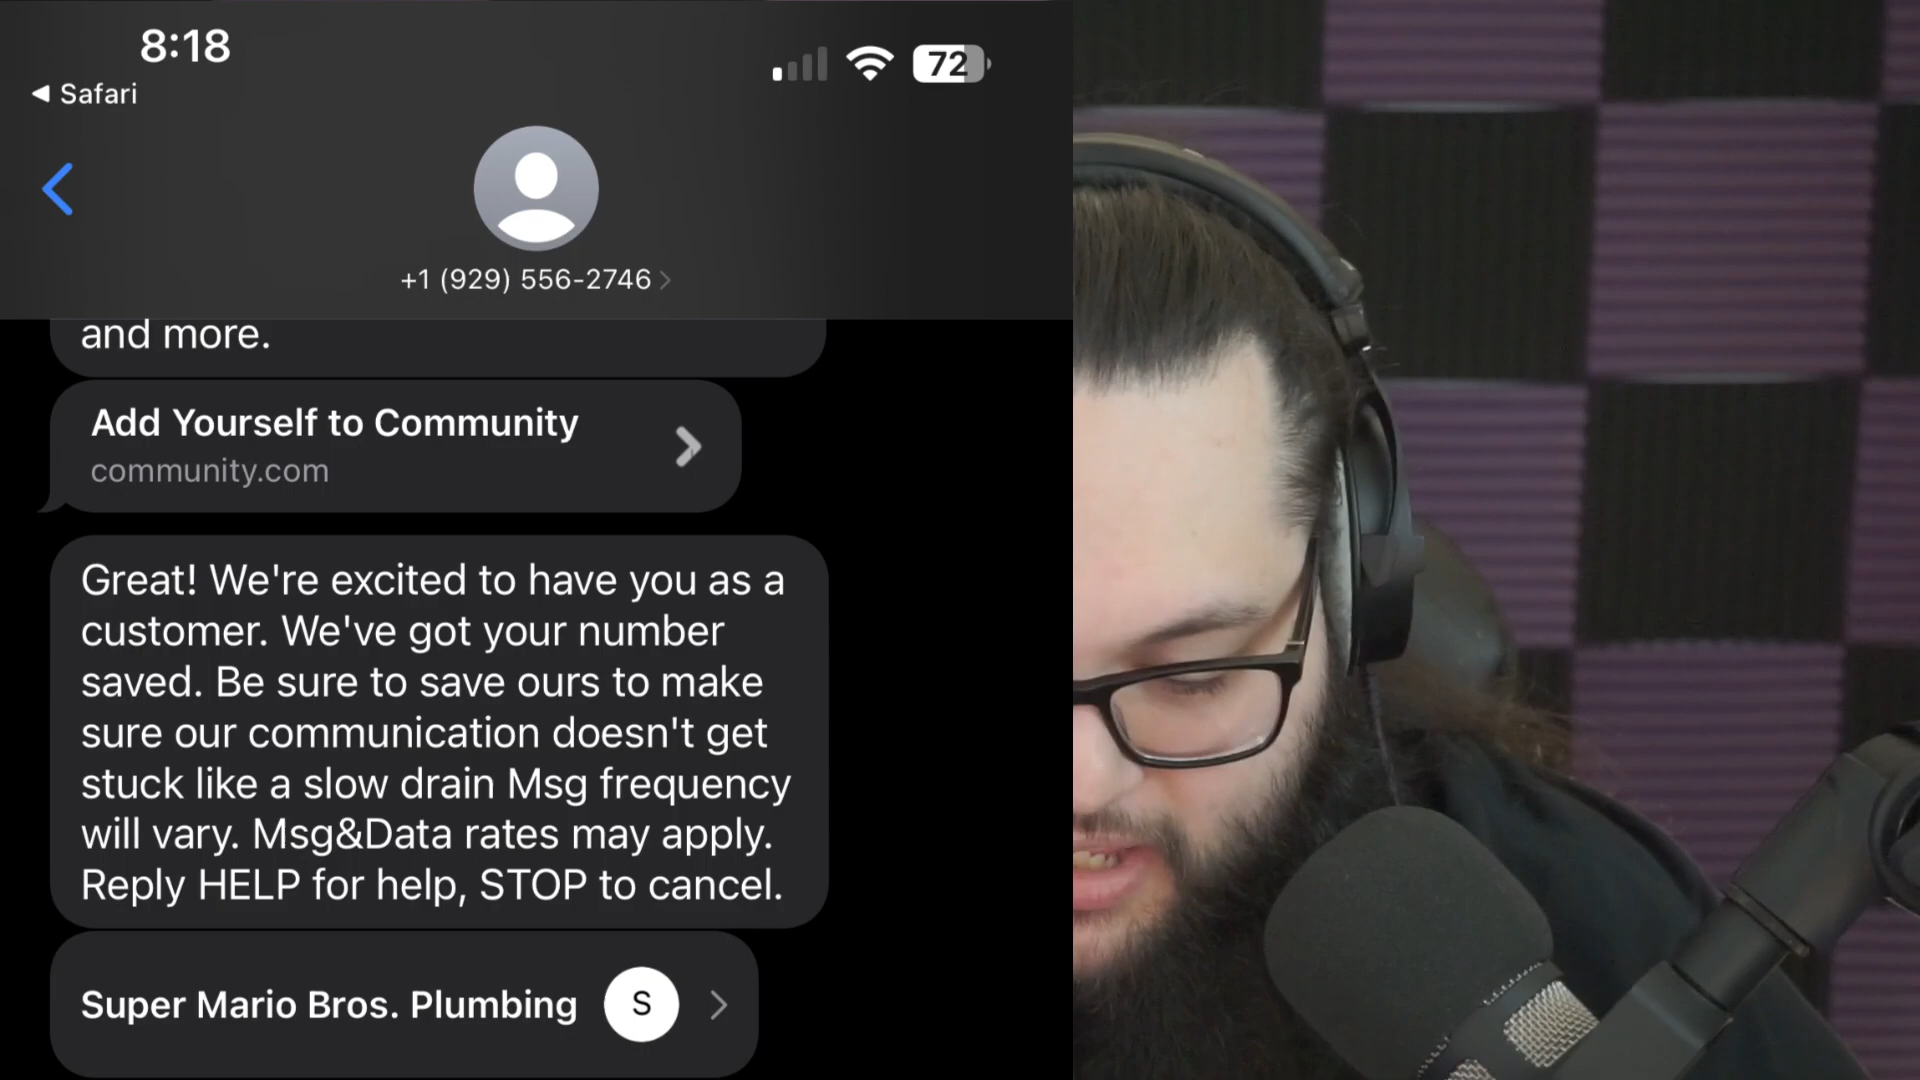 8:18
72
Safari
+1 (929) 556-2746
and more.
Add Yourself to Community
community.com
Great! We're excited to have you as a
customer. We've got your number
saved. Be sure to save ours to make
sure our communication doesn't get
stuck like a slow drain Msg frequency
will vary. Msg&Data rates may apply.
Reply HELP for help, STOP to cancel.
Super Mario Bros. Plumbing
S